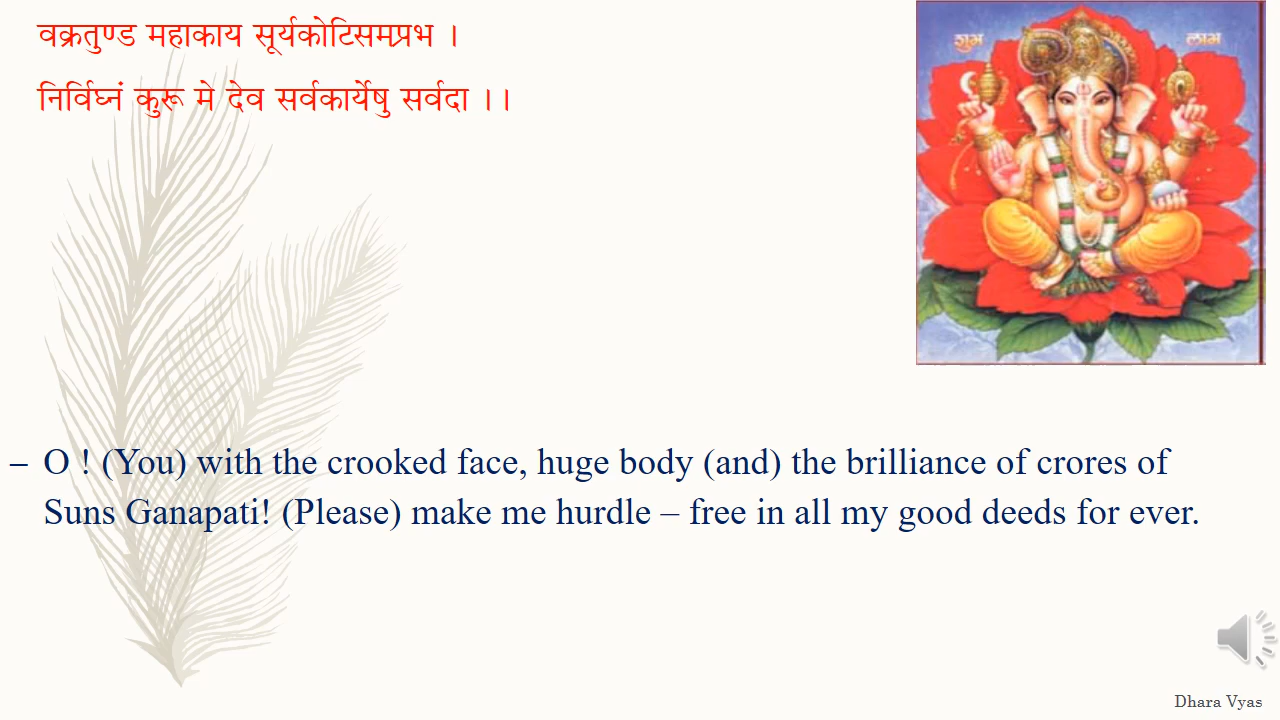 वक्रतुण्ड महाकाय सूर्यकोटिसमप्रभ ।
निर्विघ्नं कुरू मे देव सर्वकार्येषु सर्वदा ।।
शुभ
लाभ
– O ! (You) with the crooked face, huge body (and) the brilliance of crores of
Suns Ganapati! (Please) make me hurdle – free in all my good deeds for ever.
Dhara Vyas